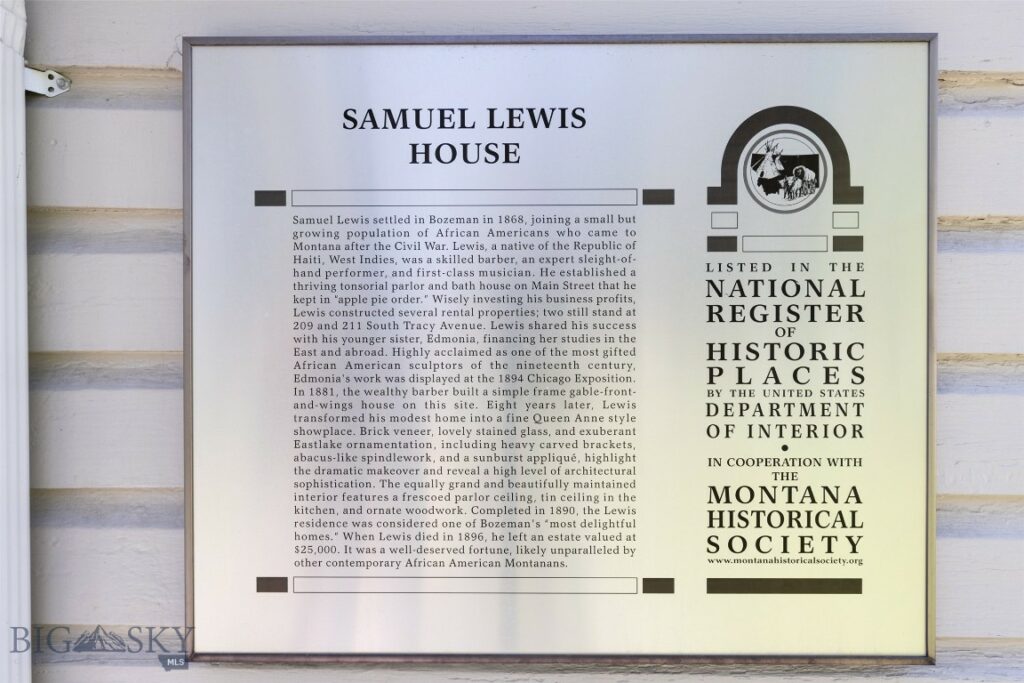 SAMUEL LEWIS
HOUSE
Samuel Lewis settled in Bozeman in 1868, joining a small but
growing population of African Americans who came to
Montana after the Civil War. Lewis, a native of the Republic of
Haiti, West Indies, was a skilled barber, an expert sleight-of-
hand performer, and first-class musician. He established a
thriving tonsorial parlor and bath house on Main Street that he
kept in "apple pie order." Wisely investing his business profits,
Lewis constructed several rental properties; two still stand at
209 and 211 South Tracy Avenue. Lewis shared his success
with his younger sister, Edmonia, financing her studies in the
East and abroad. Highly acclaimed as one of the most gifted
African American sculptors of the nineteenth century,
Edmonia's work was displayed at the 1894 Chicago Exposition.
In 1881, the wealthy barber built a simple frame gable-front-
and-wings house on this site. Eight years later, Lewis
transformed his modest home into a fine Queen Anne style
showplace. Brick veneer, lovely stained glass, and exuberant
Eastlake ornamentation, including heavy carved brackets,
abacus-like spindlework, and a sunburst appliqué, highlight
the dramatic makeover and reveal a high level of architectural
sophistication. The equally grand and beautifully maintained
interior features a frescoed parlor ceiling, tin ceiling in the
kitchen, and ornate woodwork. Completed in 1890, the Lewis
residence was considered one of Bozeman's "most delightful
homes." When Lewis died in 1896, he left an estate valued at
$25,000. It was a well-deserved fortune, likely unparalleled by
other contemporary African American Montanans.
LISTED IN THE
NATIONAL
REGISTER
OF
HISTORIC
PLACES
BY THE UNITED STATES
DEPARTMENT
OF INTERIOR
•
IN COOPERATION WITH
THE
MONTANA
HISTORICAL
SOCIETY
www.montanahistoricalsociety.org
BIG SKY
MLS